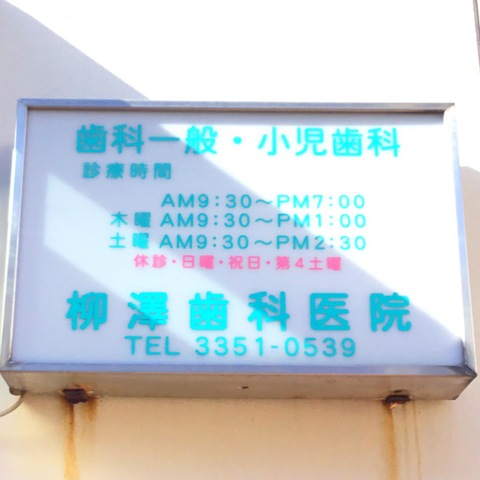 歯科一般・小児歯科
診療時間
AM9:30〜PM7:00
木曜 AM9:30〜PM1:00
土曜 AM9:30〜PM2:30
休診・日曜・祝日・第4土曜
柳澤歯科医院
TEL 3351-0539